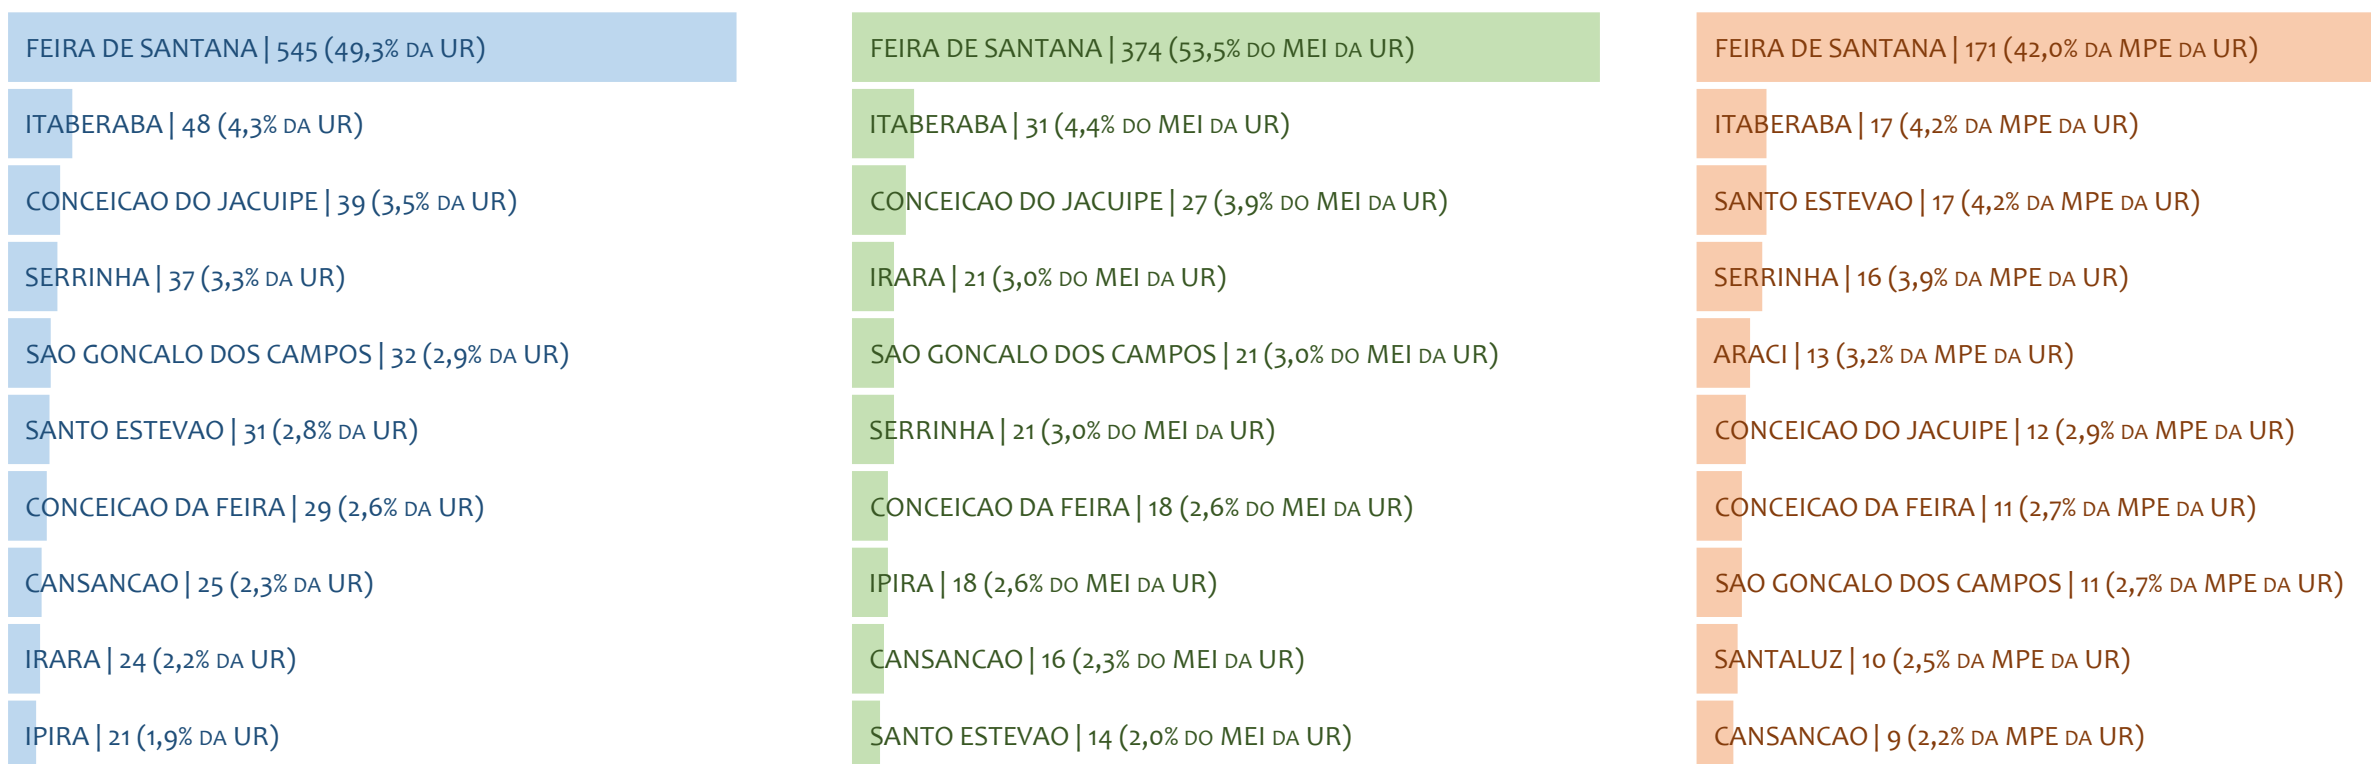 FEIRA DE SANTANA | 545 (49,3% DA UR)
ITABERABA | 48 (4,3% DA UR)
CONCEICAO DO JACUIPE | 39 (3,5% DA UR)
SERRINHA | 37 (3,3% DA UR)
SAO GONCALO DOS CAMPOS | 32 (2,9% DA UR)
SANTO ESTEVAO | 31 (2,8% DA UR)
CONCEICAO DA FEIRA | 29 (2,6% DA UR)
CANSANCAO | 25 (2,3% DA UR)
IRARA | 24 (2,2% DA UR)
IPIRA | 21 (1,9% DA UR)
FEIRA DE SANTANA | 374 (53,5% DO MEI DA UR)
ITABERABA | 31 (4,4% DO MEI DA UR)
CONCEICAO DO JACUIPE | 27 (3,9% DO MEI DA UR)
IRARA | 21 (3,0% DO MEI DA UR)
SAO GONCALO DOS CAMPOS | 21 (3,0% DO MEI DA UR)
SERRINHA | 21 (3,0% DO MEI DA UR)
CONCEICAO DA FEIRA | 18 (2,6% DO MEI DA UR)
IPIRA | 18 (2,6% DO MEI DA UR)
CANSANCAO | 16 (2,3% DO MEI DA UR)
SANTO ESTEVAO | 14 (2,0% DO MEI DA UR)
FEIRA DE SANTANA | 171 (42,0% DA MPE DA UR)
ITABERABA | 17 (4,2% DA MPE DA UR)
SANTO ESTEVAO | 17 (4,2% DA MPE DA UR)
SERRINHA | 16 (3,9% DA MPE DA UR)
ARACI | 13 (3,2% DA MPE DA UR)
CONCEICAO DO JACUIPE | 12 (2,9% DA MPE DA UR)
CONCEICAO DA FEIRA | 11 (2,7% DA MPE DA UR)
SAO GONCALO DOS CAMPOS | 11 (2,7% DA MPE DA UR)
SANTALUZ | 10 (2,5% DA MPE DA UR)
CANSANCAO | 9 (2,2% DA MPE DA UR)